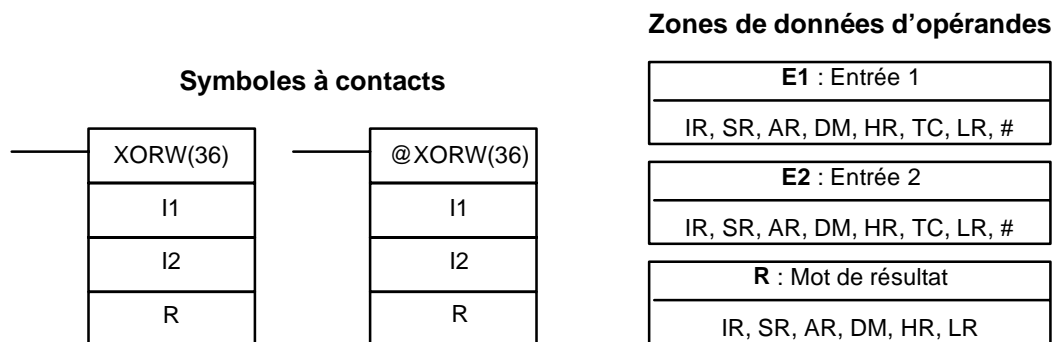 Zones de données d’opérandes
Symboles à contacts
XORW(36)
I1
I2
R
@XORW(36)
I1
I2
R
E1 : Entrée 1
IR, SR, AR, DM, HR, TC, LR, #
E2 : Entrée 2
IR, SR, AR, DM, HR, TC, LR, #
R : Mot de résultat
IR, SR, AR, DM, HR, LR